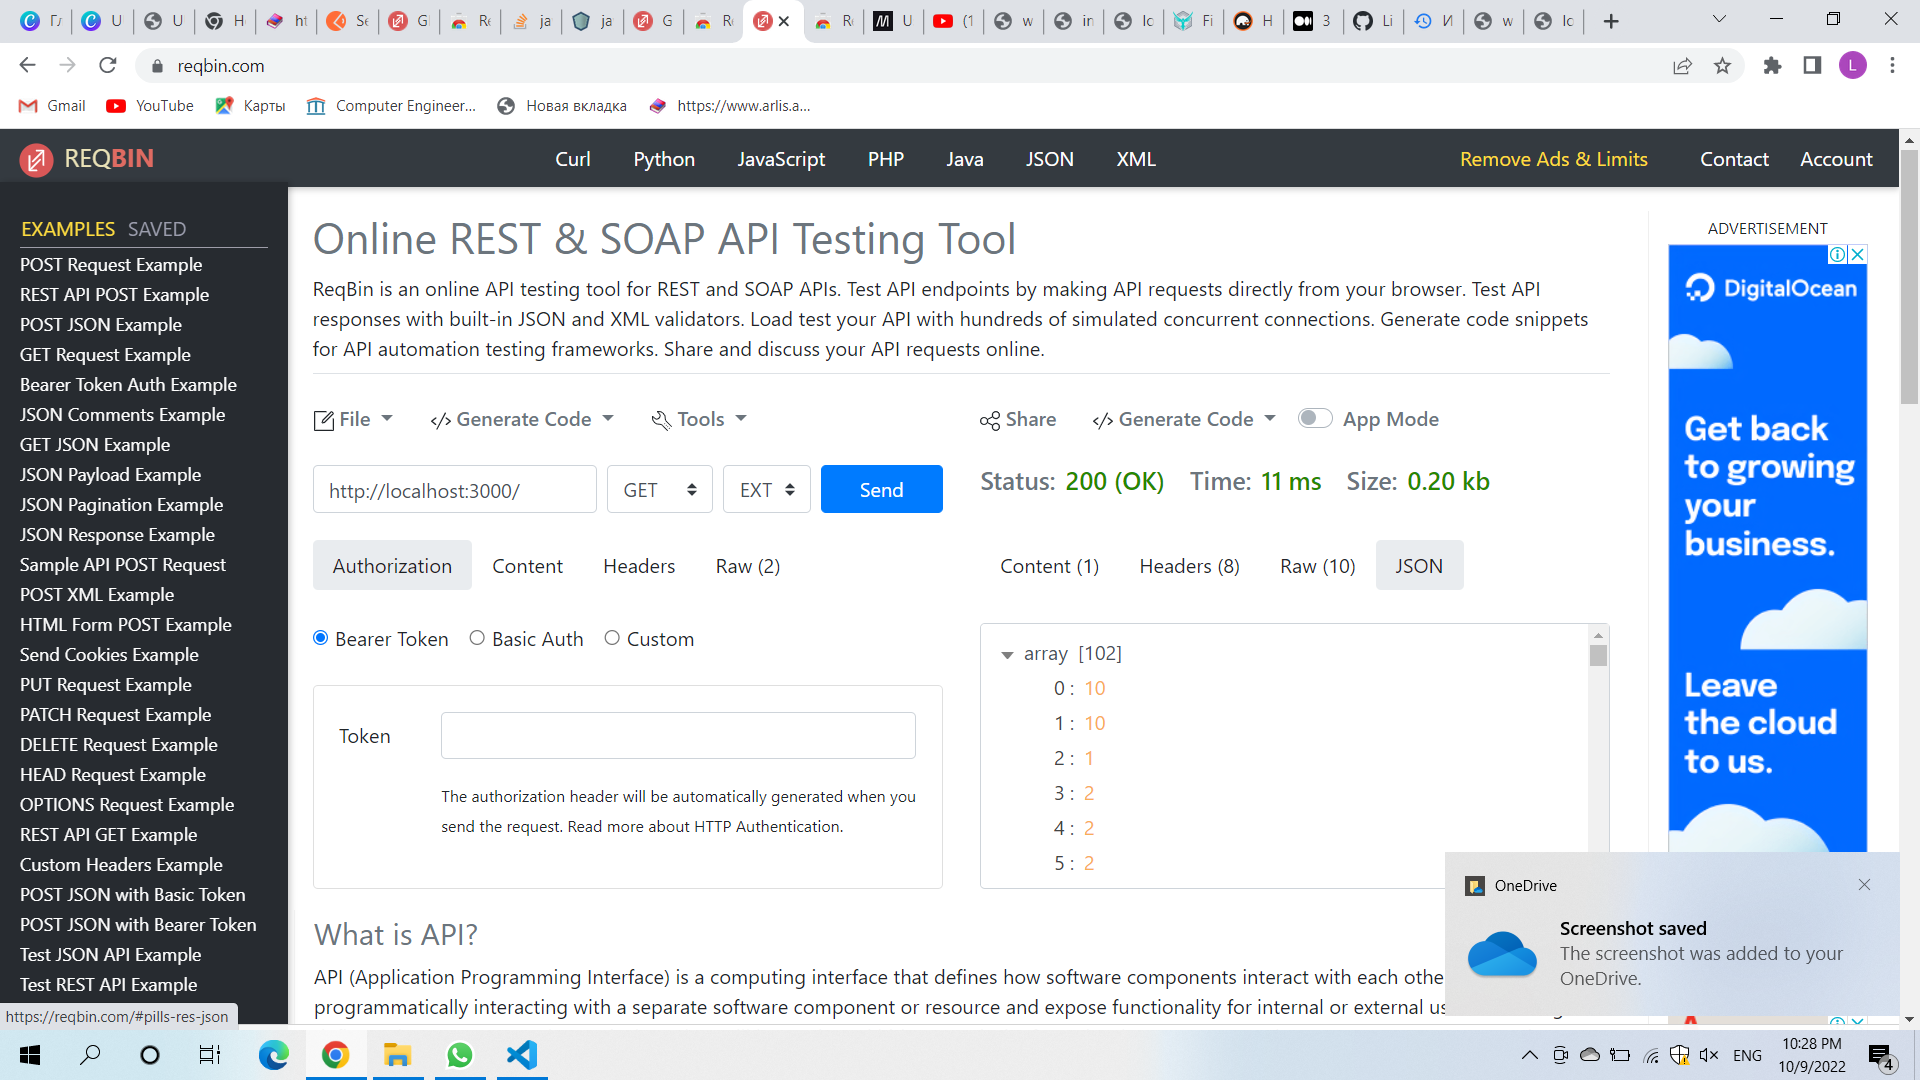 reqbin.com
Gmail
YouTube
Карты
Computer Engineer...
Новая вкладка
https://www.arlis.a...
L
REQBIN
Curl
Python
JavaScript
PHP
Java
JSON
XML
Remove Ads & Limits
Contact
Account
EXAMPLES SAVED
POST Request Example
REST API POST Example
POST JSON Example
GET Request Example
Bearer Token Auth Example
JSON Comments Example
GET JSON Example
JSON Payload Example
JSON Pagination Example
JSON Response Example
Sample API POST Request
POST XML Example
HTML Form POST Example
Send Cookies Example
PUT Request Example
PATCH Request Example
DELETE Request Example
HEAD Request Example
OPTIONS Request Example
REST API GET Example
Custom Headers Example
POST JSON with Basic Token
POST JSON with Bearer Token
Test JSON API Example
Test REST API Example
https://reqbin.com/#pills-res-json
Online REST & SOAP API Testing Tool
ReqBin is an online API testing tool for REST and SOAP APIs. Test API endpoints by making API requests directly from your browser. Test API
responses with built-in JSON and XML validators. Load test your API with hundreds of simulated concurrent connections. Generate code snippets
for API automation testing frameworks. Share and discuss your API requests online.
File
Generate Code
Tools
http://localhost:3000/
GET
EXT
Send
Authorization
Content
Headers
Raw (2)
Bearer Token
Basic Auth
Custom
Token
The authorization header will be automatically generated when you
send the request. Read more about HTTP Authentication.
Share
Generate Code
App Mode
Status: 200 (OK) Time: 11 ms Size: 0.20 kb
Content (1)
Headers (8)
Raw (10)
JSON
array [102]
0 : 10
1 : 10
2 : 1
3 : 2
4 : 2
5 : 2
What is API?
API (Application Programming Interface) is a computing interface that defines how software components interact with each othe
programmatically interacting with a separate software component or resource and expose functionality for internal or external us
ADVERTISEMENT
DigitalOcean
Get back
to growing
your
business.
Leave
the cloud
to us.
OneDrive
Screenshot saved
The screenshot was added to your
OneDrive.
ENG
10:28 PM
10/9/2022
4